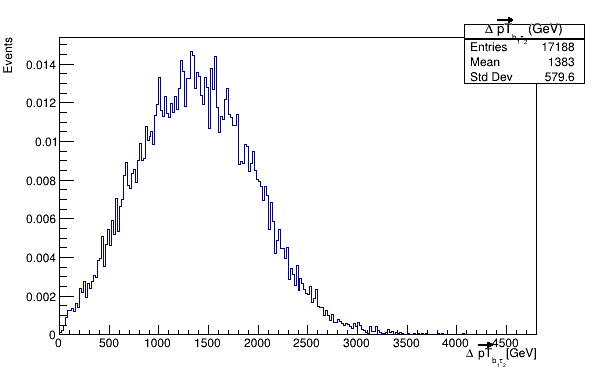 Δ pT b₁τ₂ (GeV)
Entries 17188
Mean 1383
Std Dev 579.6
Events
0.014
0.012
0.01
0.008
0.006
0.004
0.002
0
0 500 1000 1500 2000 2500 3000 3500 4000 4500
Δ pT b₁τ₂ [GeV]